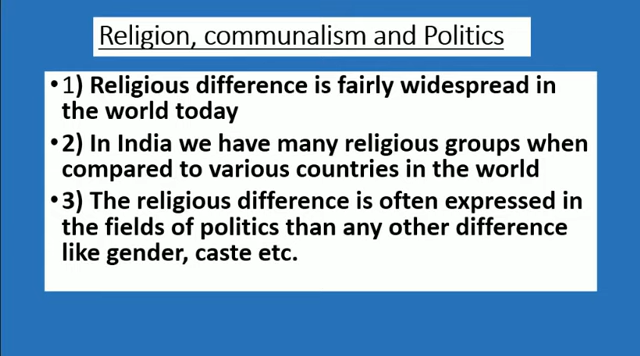 Religion, communalism and Politics
•1) Religious difference is fairly widespread in
the world today
•2) In India we have many religious groups when
compared to various countries in the world
•3) The religious difference is often expressed in
the fields of politics than any other difference
like gender, caste etc.